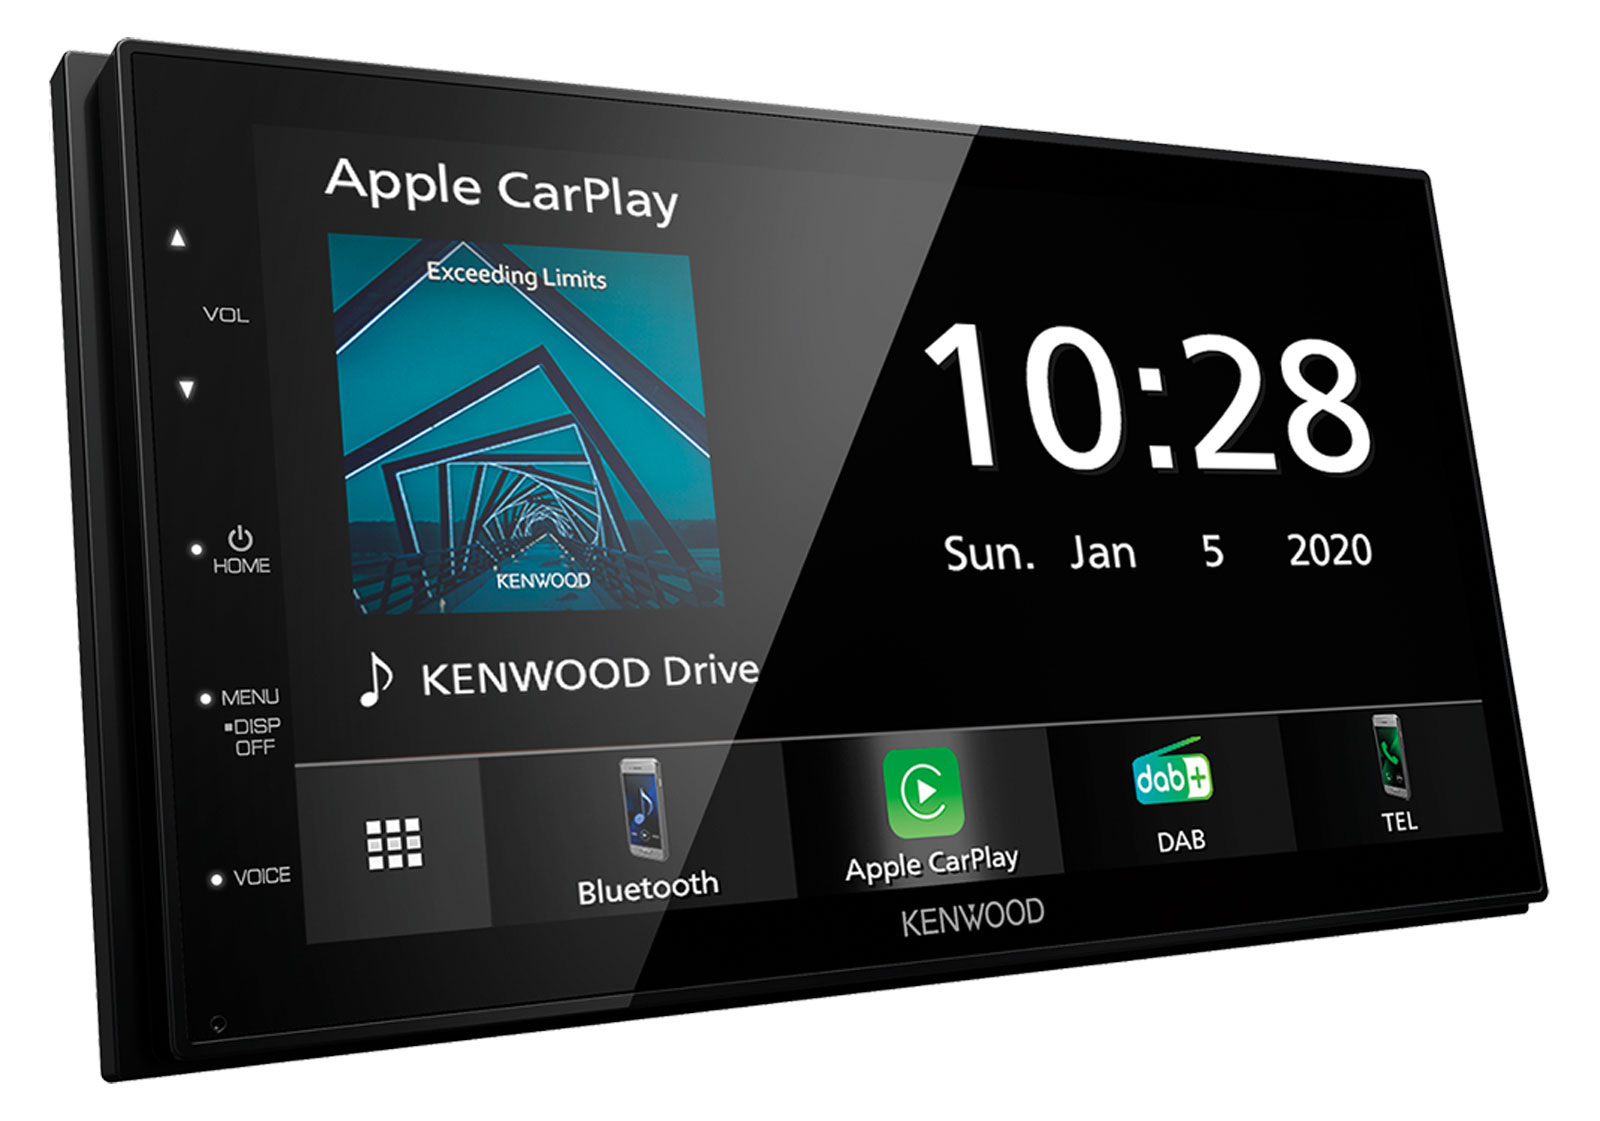 Apple CarPlay
Exceeding Limits
KENWOOD
KENWOOD Drive
10:28
Sun. Jan 5 2020
VOL
HOME
MENU
DISP
OFF
VOICE
Bluetooth
Apple CarPlay
dab+
DAB
TEL
KENWOOD